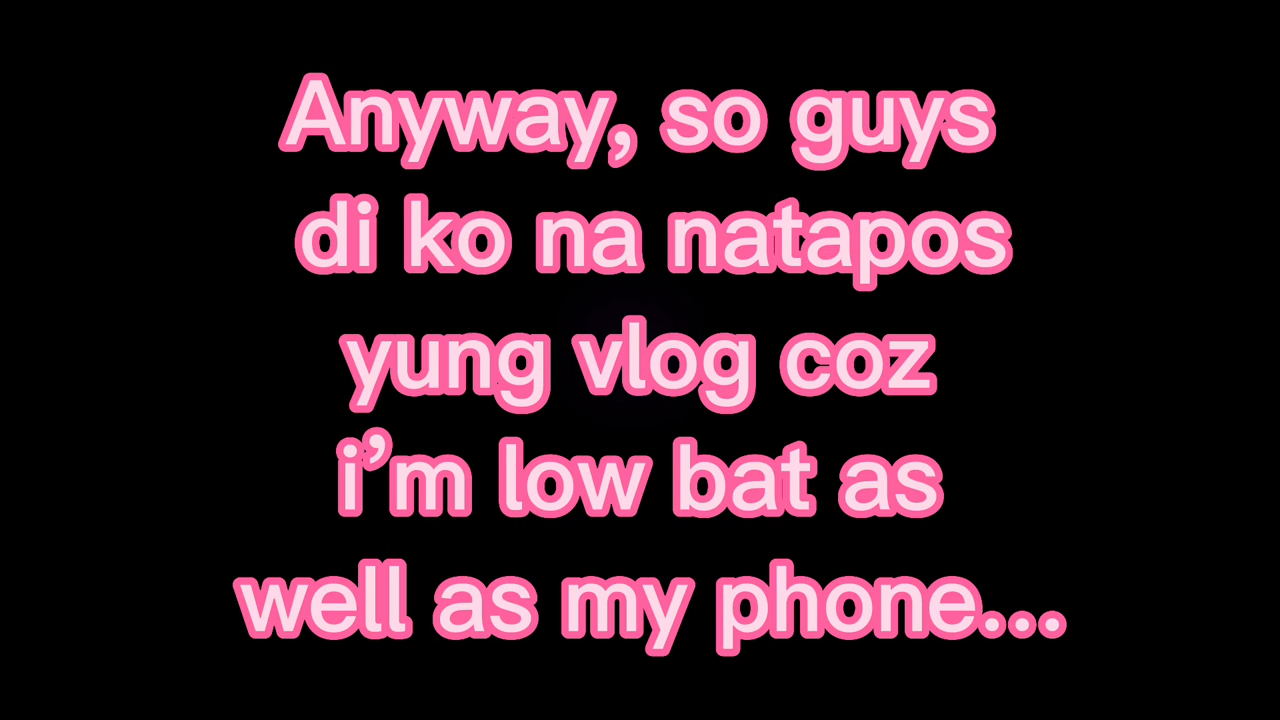 Anyway, so guys
di ko na natapos
yung vlog coz
i’m low bat as
well as my phone...